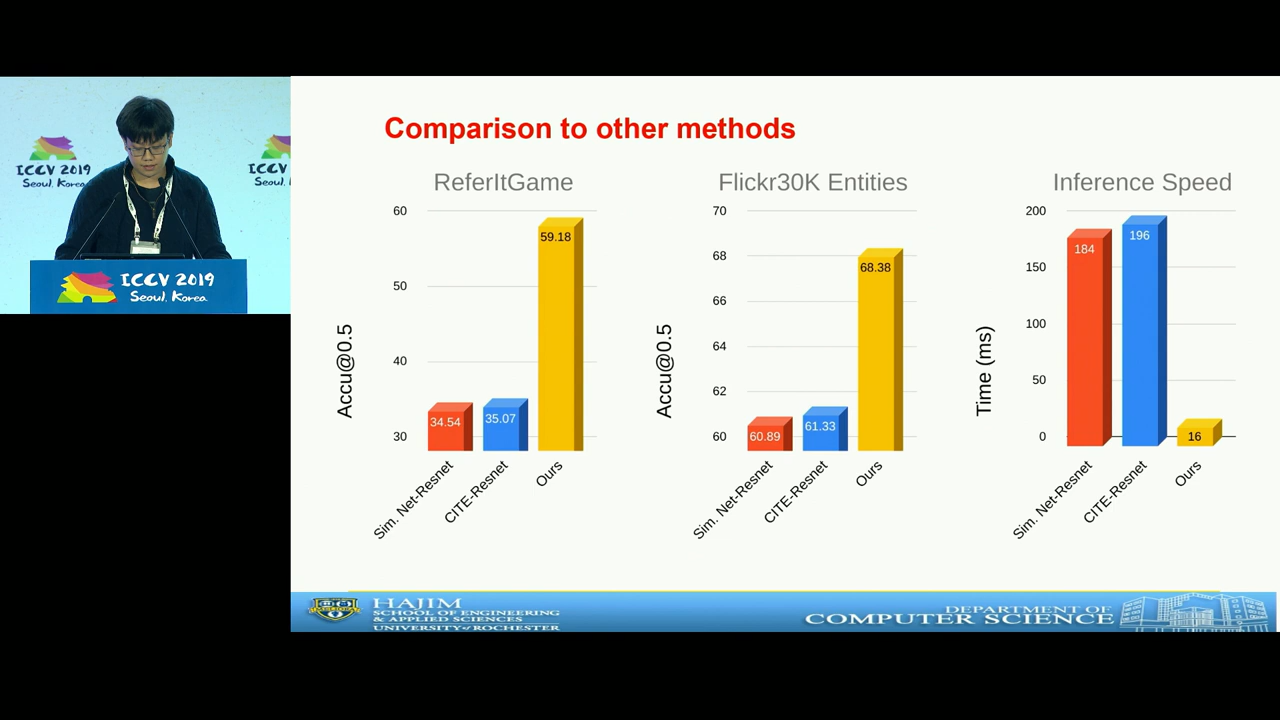 ICCV 2019
Seoul, Korea
ICCV
Seoul,
ICCV 2019
Seoul, Korea
Comparison to other methods
ReferItGame
Accu@0.5
60
50
40
30
34.54
35.07
59.18
Sim. Net-Resnet
CITE-Resnet
Ours
Flickr30K Entities
Accu@0.5
70
68
66
64
62
60
60.89
61.33
68.38
Sim. Net-Resnet
CITE-Resnet
Ours
Inference Speed
Time (ms)
200
150
100
50
0
184
196
16
Sim. Net-Resnet
CITE-Resnet
Ours
HAJIM
SCHOOL OF ENGINEERING
& APPLIED SCIENCES
UNIVERSITY of ROCHESTER
DEPARTMENT OF
COMPUTER SCIENCE